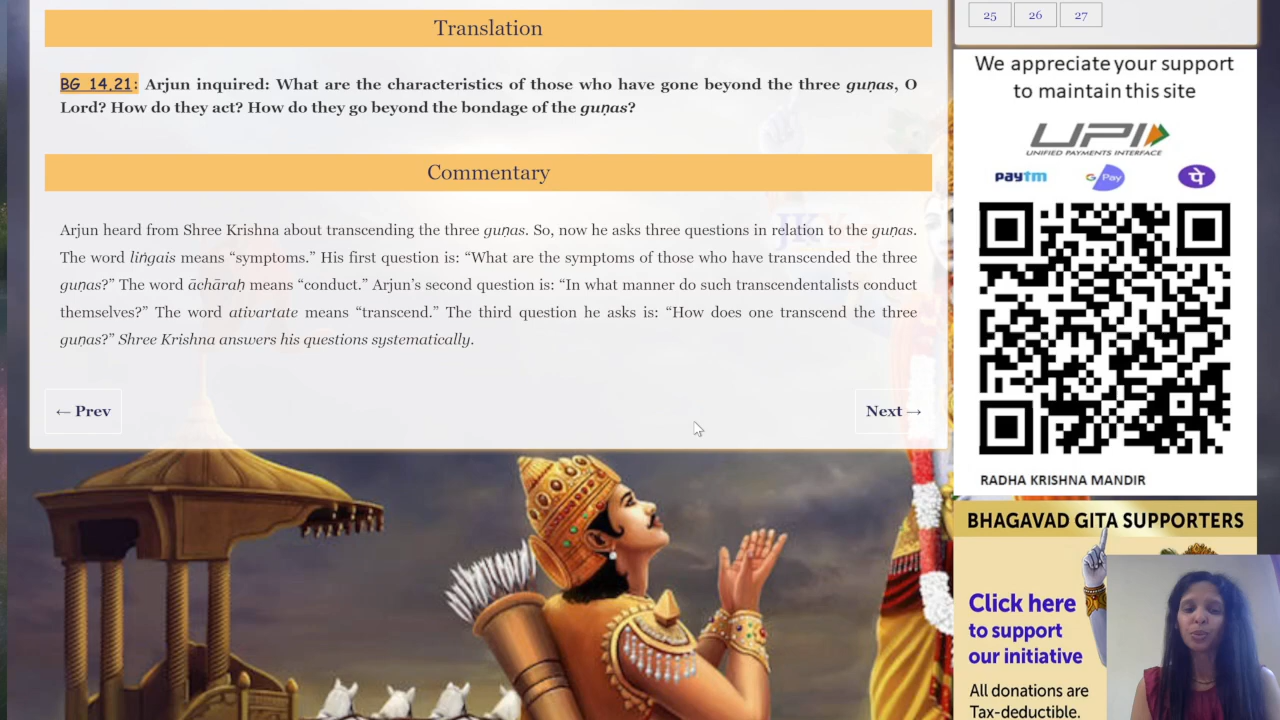 Translation
BG 14.21: Arjun inquired: What are the characteristics of those who have gone beyond the three guṇas, O
Lord? How do they act? How do they go beyond the bondage of the guṇas?
Commentary
Arjun heard from Shree Krishna about transcending the three guṇas. So, now he asks three questions in relation to the guṇas.
The word liṅgais means “symptoms.” His first question is: “What are the symptoms of those who have transcended the three
guṇas?” The word āchāraḥ means “conduct.” Arjun’s second question is: “In what manner do such transcendentalists conduct
themselves?” The word ativartate means “transcend.” The third question he asks is: “How does one transcend the three
guṇas?” Shree Krishna answers his questions systematically.
← Prev
Next →
25 26 27
We appreciate your support
to maintain this site
UPI
UNIFIED PAYMENTS INTERFACE
paytm G Pay पे
RADHA KRISHNA MANDIR
BHAGAVAD GITA SUPPORTERS
Click here
to support
our initiative
All donations are
Tax-deductible.